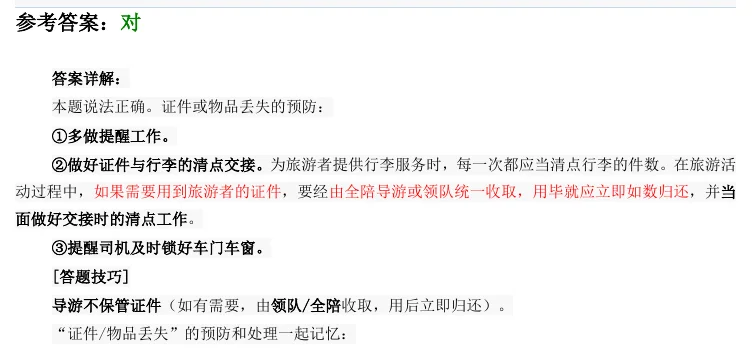 参考答案：对
答案详解：
本题说法正确。证件或物品丢失的预防：
①多做提醒工作。
②做好证件与行李的清点交接。为旅游者提供行李服务时，每一次都应当清点行李的件数。在旅游活
动过程中，如果需要用到旅游者的证件，要经由全陪导游或领队统一收取，用毕就应立即如数归还，并当
面做好交接时的清点工作。
③提醒司机及时锁好车门车窗。
[答题技巧]
导游不保管证件（如有需要，由领队/全陪收取，用后立即归还）。
“证件/物品丢失”的预防和处理一起记忆：